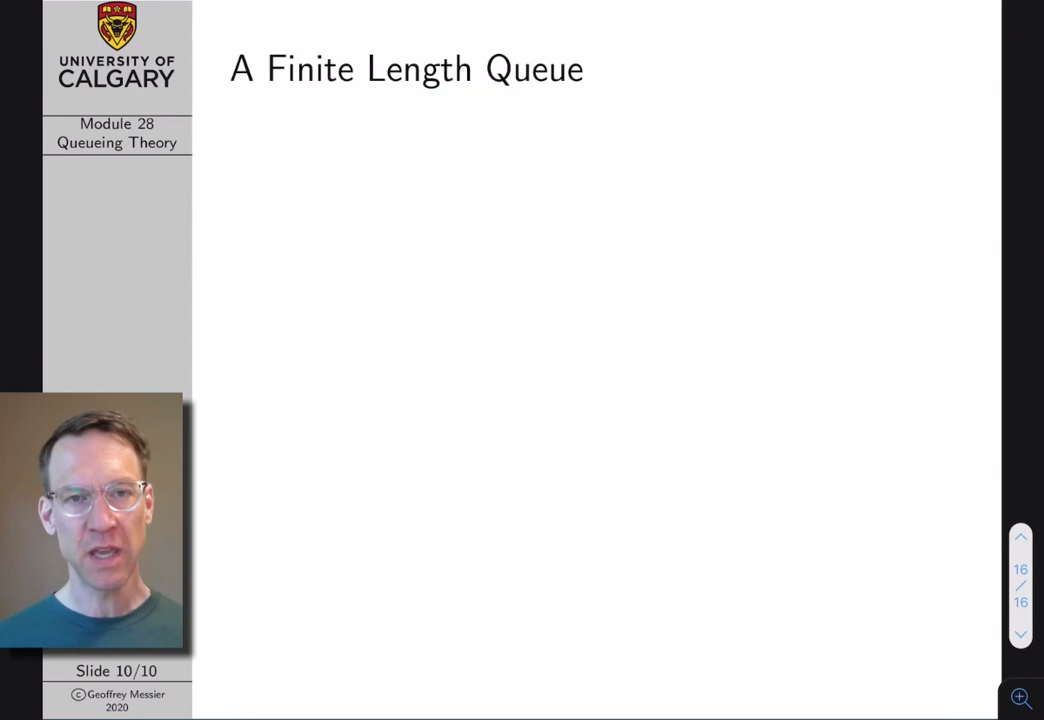 UNIVERSITY OF
CALGARY
Module 28
Queueing Theory
A Finite Length Queue
16
/
16
Slide 10/10
©Geoffrey Messier
2020